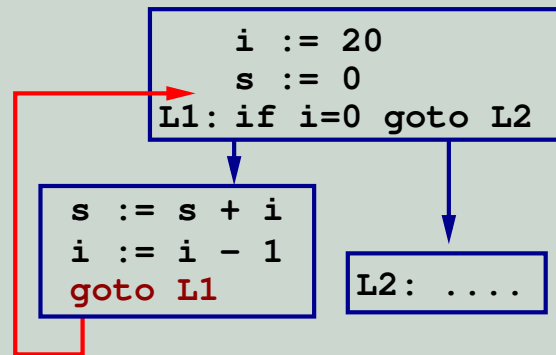 i := 20
s := 0
L1: if i=0 goto L2
s := s + i
i := i − 1
goto L1
L2: ....